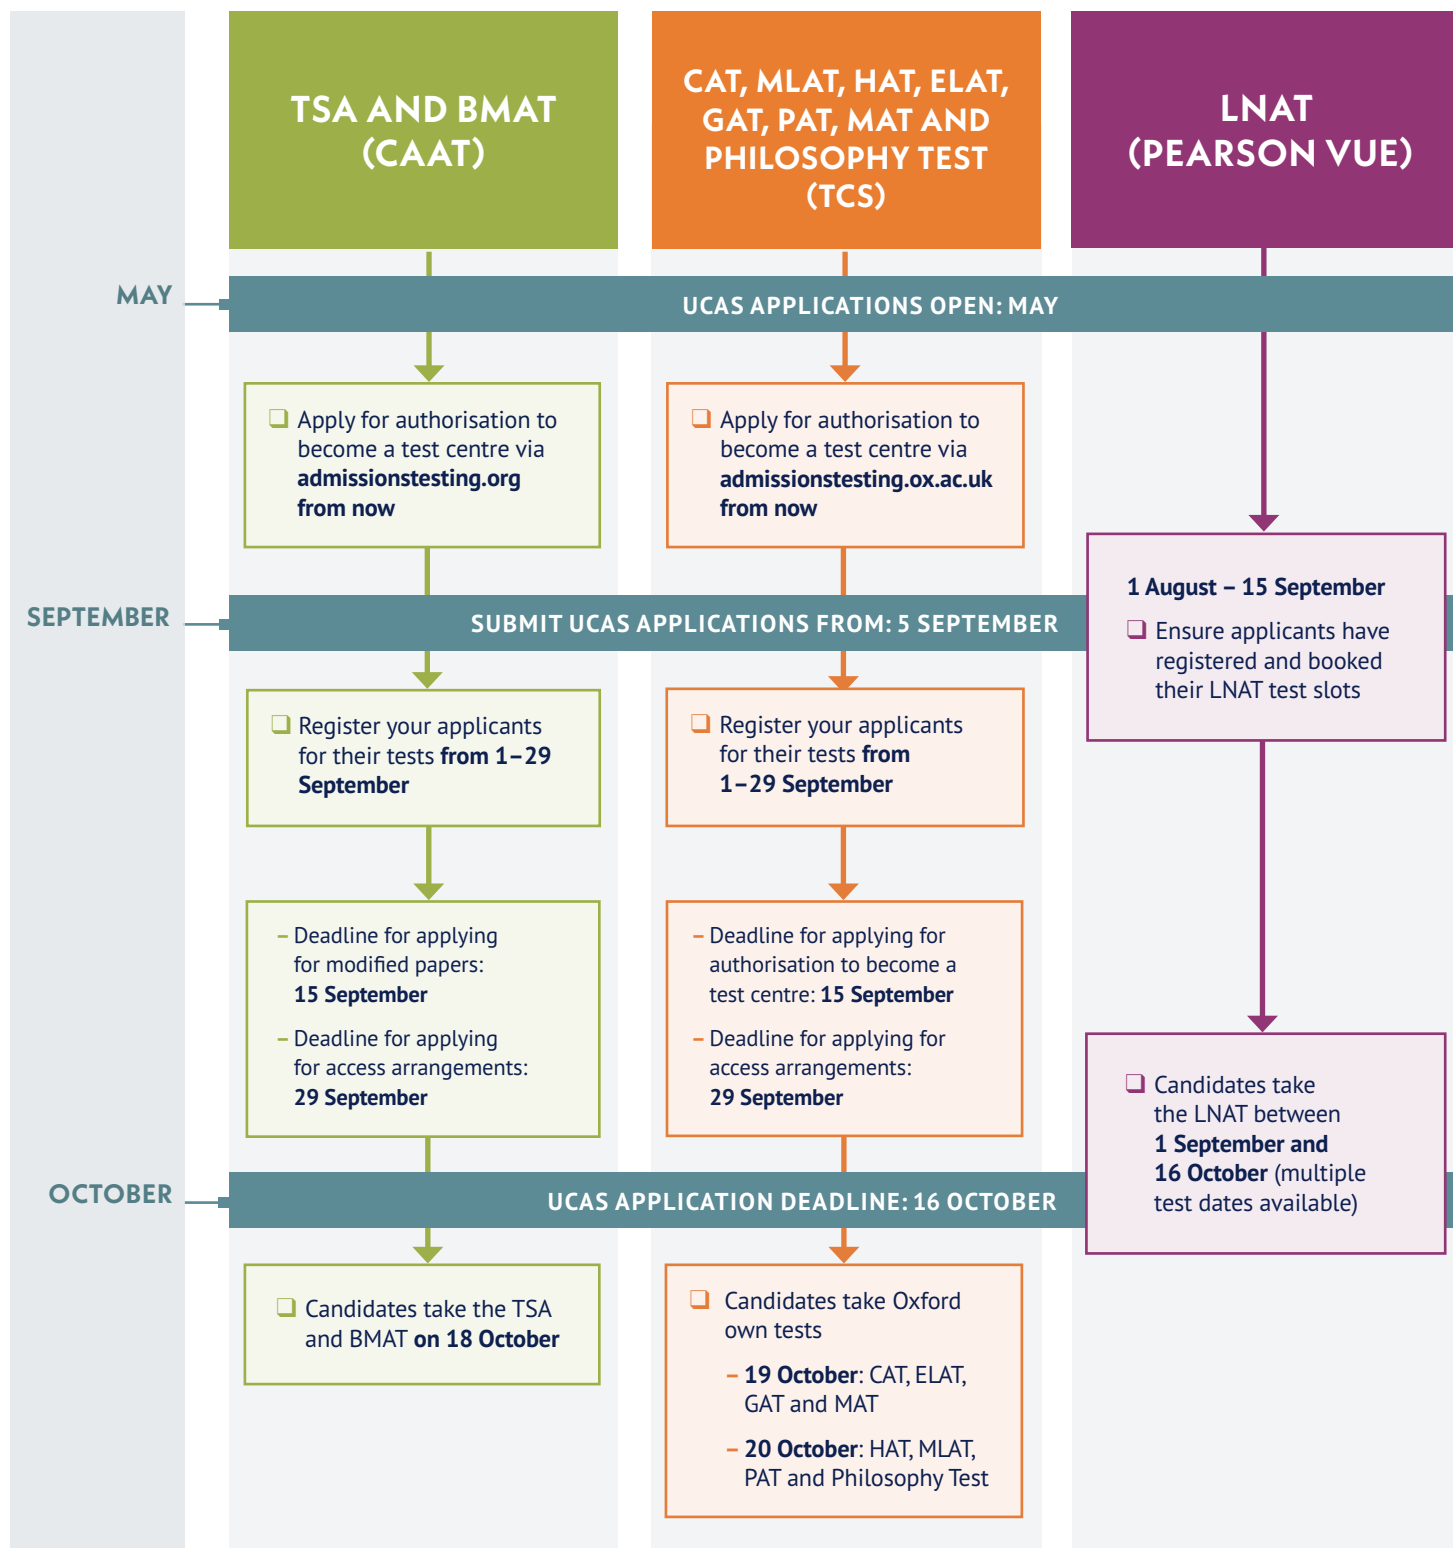 TSA AND BMAT
(CAAT)
CAT, MLAT, HAT, ELAT,
GAT, PAT, MAT AND
PHILOSOPHY TEST
(TCS)
LNAT
(PEARSON VUE)
MAY
UCAS APPLICATIONS OPEN: MAY
❑ Apply for authorisation to
become a test centre via
admissionstesting.org
from now
❑ Apply for authorisation to
become a test centre via
admissionstesting.ox.ac.uk
from now
1 August – 15 September
❑ Ensure applicants have
registered and booked
their LNAT test slots
SEPTEMBER
SUBMIT UCAS APPLICATIONS FROM: 5 SEPTEMBER
❑ Register your applicants
for their tests from 1–29
September
❑ Register your applicants
for their tests from
1–29 September
– Deadline for applying
for modified papers:
15 September
– Deadline for applying
for access arrangements:
29 September
– Deadline for applying for
authorisation to become a
test centre: 15 September
– Deadline for applying for
access arrangements:
29 September
❑ Candidates take
the LNAT between
1 September and
16 October (multiple
test dates available)
OCTOBER
UCAS APPLICATION DEADLINE: 16 OCTOBER
❑ Candidates take the TSA
and BMAT on 18 October
❑ Candidates take Oxford
own tests
– 19 October: CAT, ELAT,
GAT and MAT
– 20 October: HAT, MLAT,
PAT and Philosophy Test